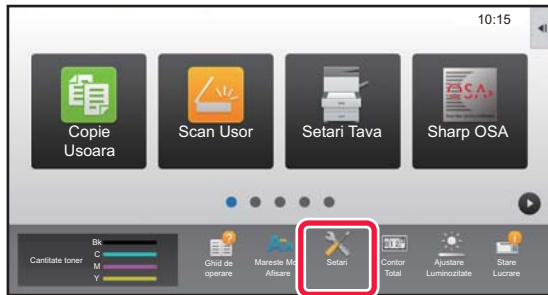 10:15
Copie
Usoara
Scan Usor
Setari Tava
OSA
Sharp OSA
Cantitate toner
Bk
C
M
Y
Ghid de
operare
Mareste Mo
Afisare
Setari
Contor
Total
Ajustare
Luminozitate
Stare
Lucrare